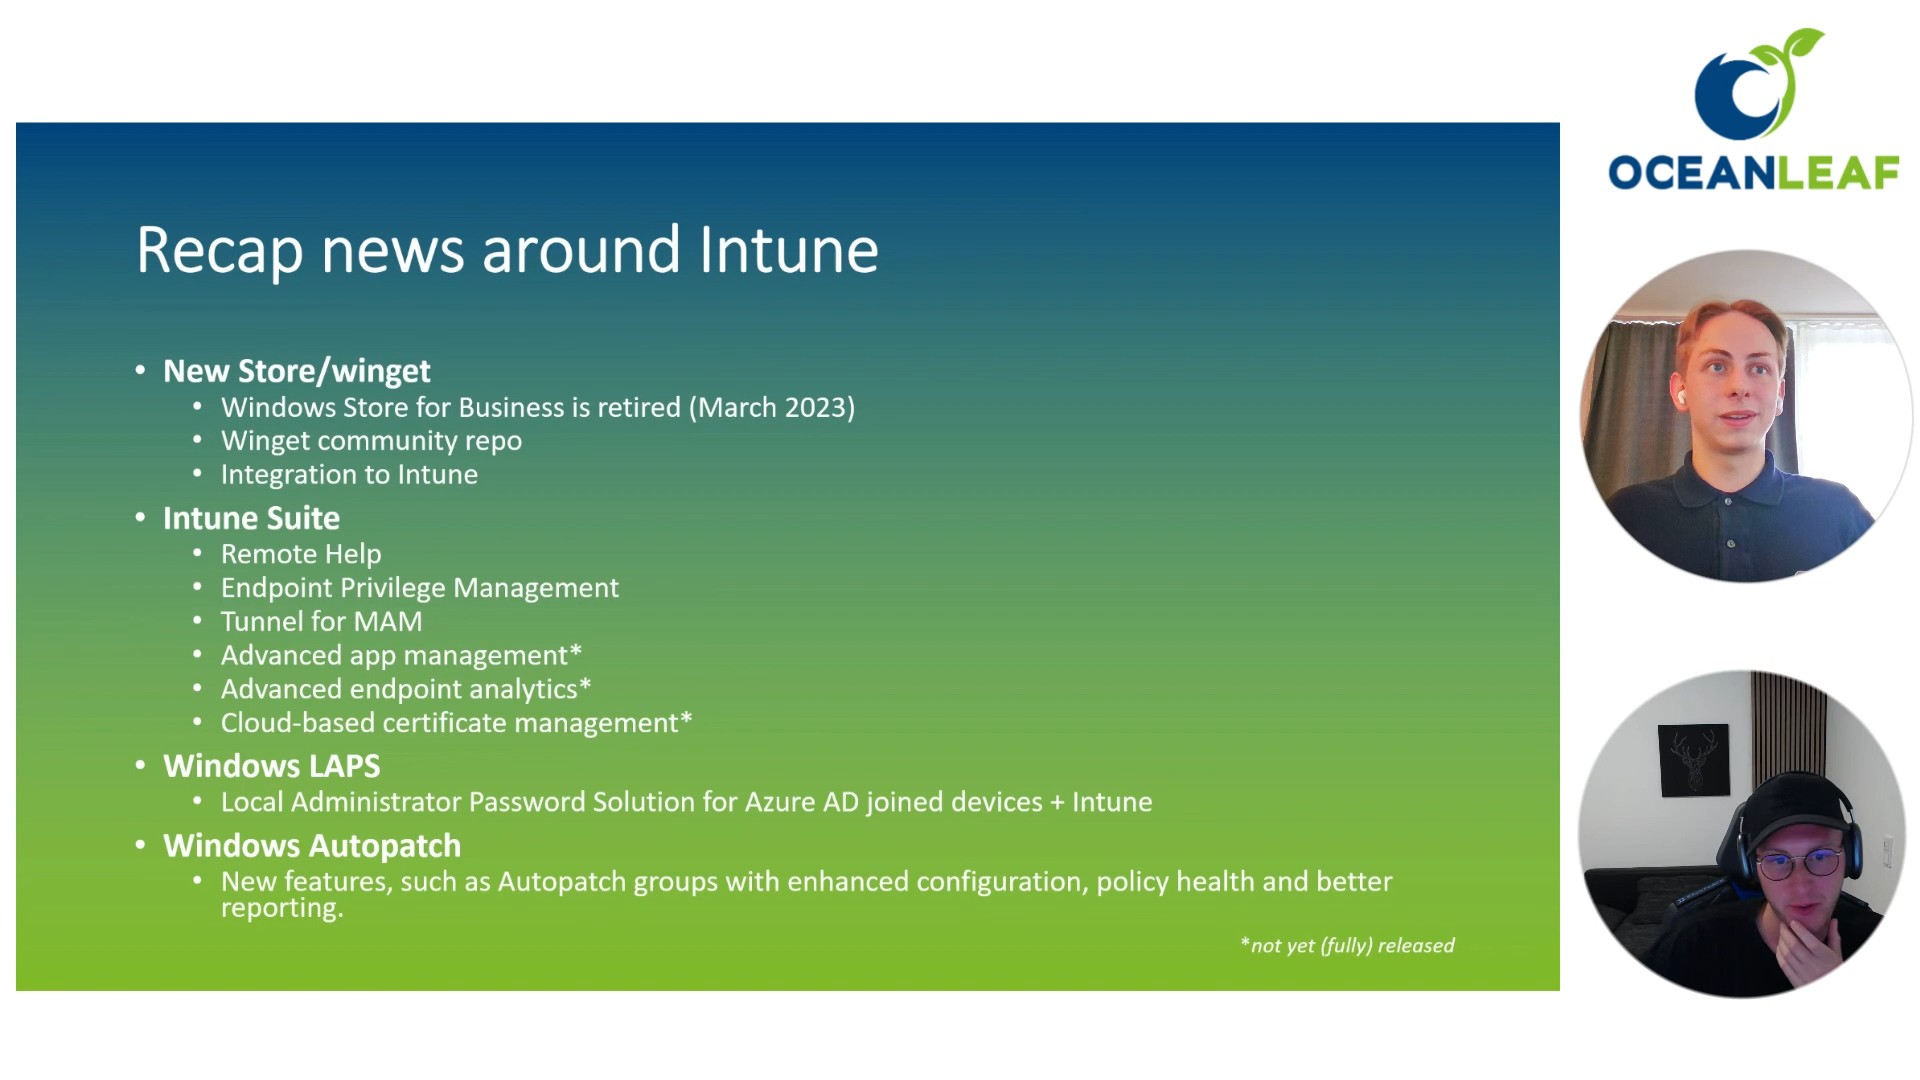 OCEANLEAF
Recap news around Intune
• New Store/winget
• Windows Store for Business is retired (March 2023)
• Winget community repo
• Integration to Intune
• Intune Suite
• Remote Help
• Endpoint Privilege Management
• Tunnel for MAM
• Advanced app management*
• Advanced endpoint analytics*
• Cloud-based certificate management*
• Windows LAPS
• Local Administrator Password Solution for Azure AD joined devices + Intune
• Windows Autopatch
• New features, such as Autopatch groups with enhanced configuration, policy health and better
reporting.
*not yet (fully) released